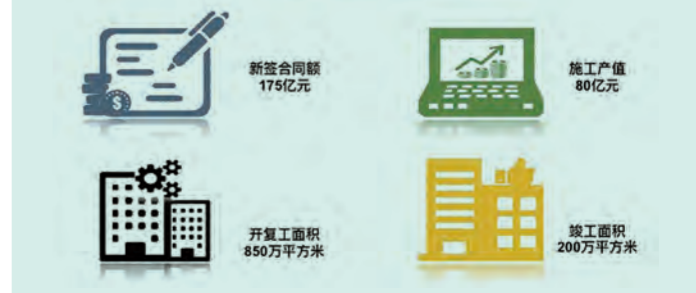 新签合同额
175亿元
施工产值
80亿元
开复工面积
850万平方米
竣工面积
200万平方米